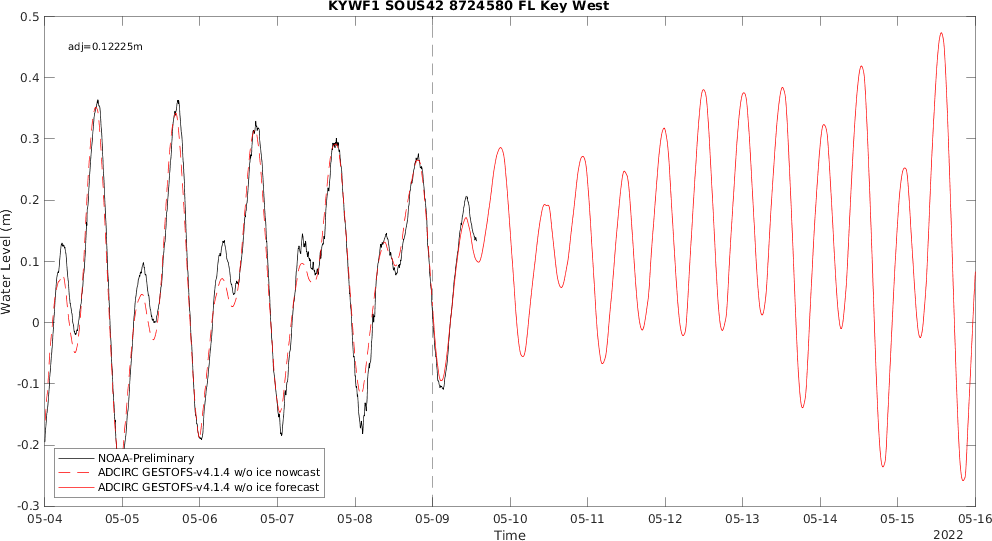 KYWF1 SOUS42 8724580 FL Key West
adj=0.12225m
0.5
0.4
0.3
0.2
0.1
0
-0.1
-0.2
-0.3
Water Level (m)
NOAA-Preliminary
ADCIRC GESTOFS-v4.1.4 w/o ice nowcast
ADCIRC GESTOFS-v4.1.4 w/o ice forecast
05-04 05-05 05-06 05-07 05-08 05-09 05-10 05-11 05-12 05-13 05-14 05-15 05-16
Time
2022